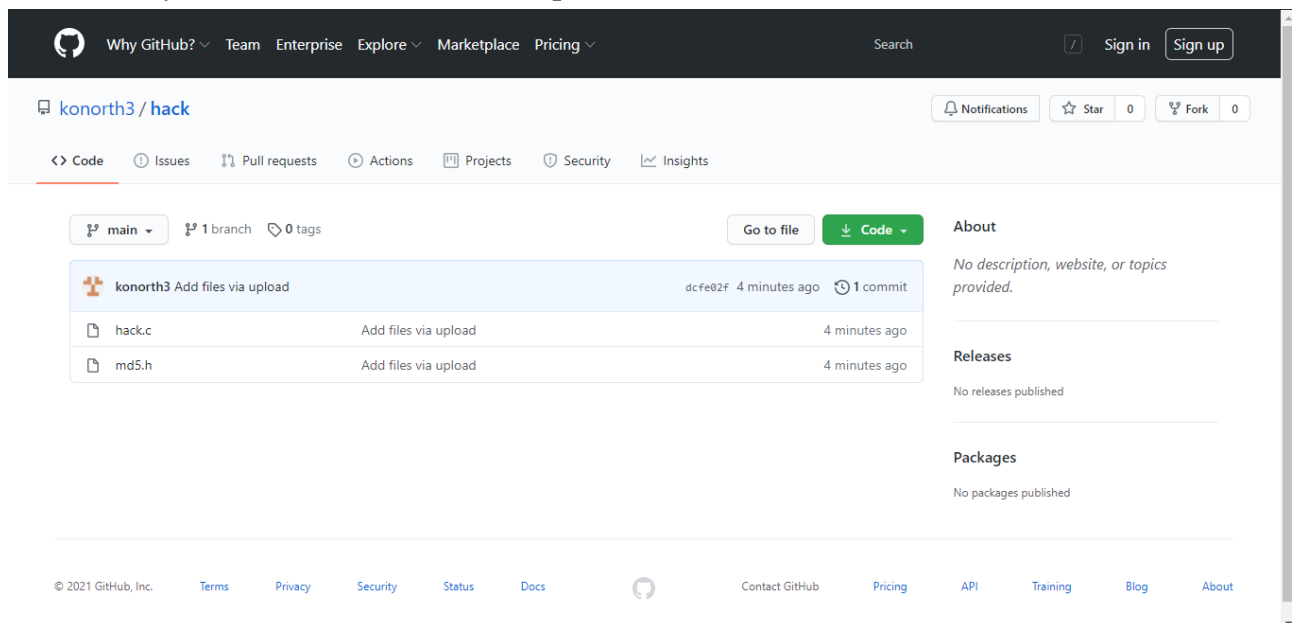 Why GitHub? Team Enterprise Explore Marketplace Pricing Search / Sign in Sign up
konorth3 / hack Notifications Star 0 Fork 0
<> Code Issues Pull requests Actions Projects Security Insights
main 1 branch 0 tags Go to file Code About
No description, website, or topics
provided.
konorth3 Add files via upload dcfe02f 4 minutes ago 1 commit
hack.c Add files via upload 4 minutes ago
md5.h Add files via upload 4 minutes ago
Releases
No releases published
Packages
No packages published
© 2021 GitHub, Inc. Terms Privacy Security Status Docs Contact GitHub Pricing API Training Blog About